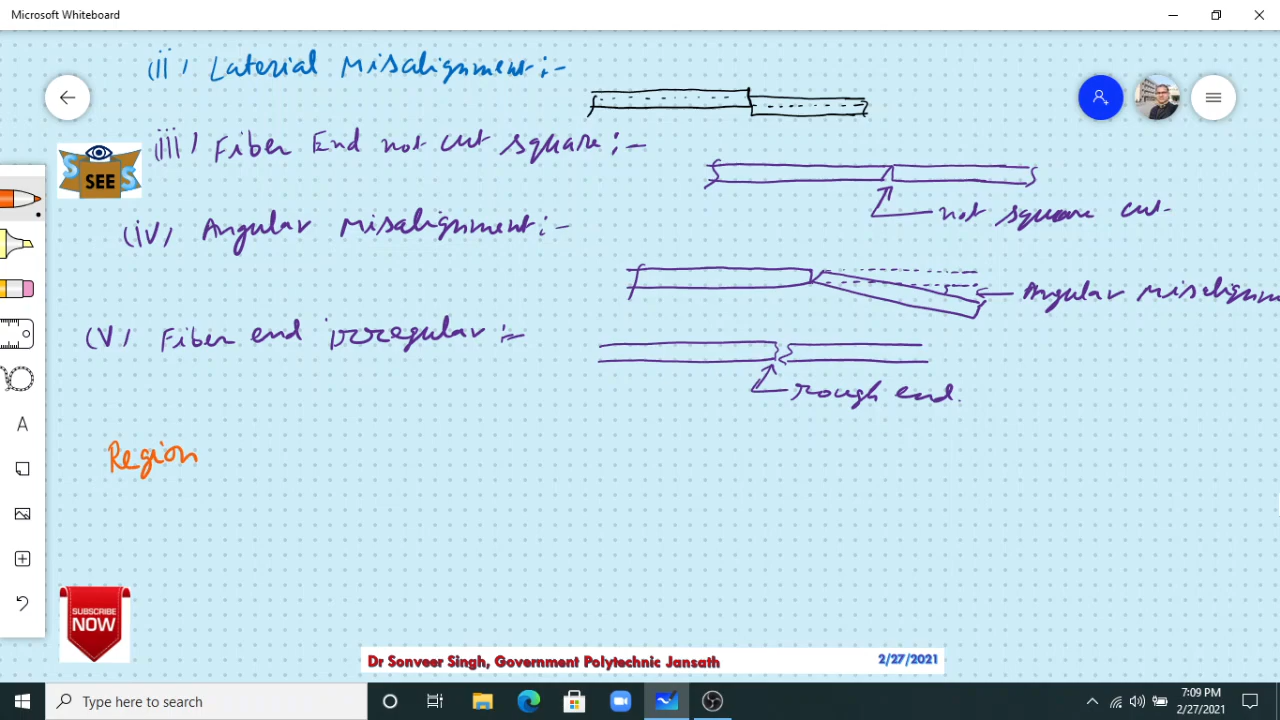 Microsoft Whiteboard
(ii) Laterial Misalignment:-
(iii) Fiber End not cut square:-
S SEE S
not square cut-
(iv) Angular Misalignment:-
Angular misalignm
(V) Fiber end irregular:-
rough end.
Region
SUBSCRIBE
NOW
Dr Sonveer Singh, Government Polytechnic Jansath
2/27/2021
Type here to search
7:09 PM
2/27/2021